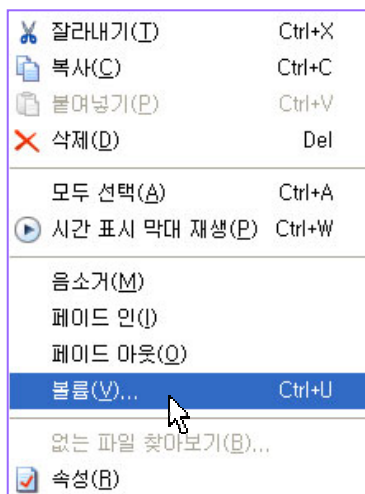 잘라내기(T) Ctrl+X
복사(C) Ctrl+C
붙여넣기(P) Ctrl+V
삭제(D) Del
모두 선택(A) Ctrl+A
시간 표시 막대 재생(P) Ctrl+W
음소거(M)
페이드 인(I)
페이드 아웃(O)
볼륨(V)... Ctrl+U
없는 파일 찾아보기(B)...
속성(R)